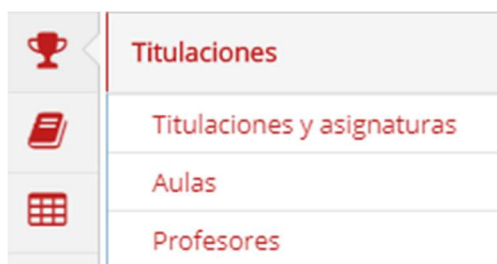 Titulaciones
Titulaciones y asignaturas
Aulas
Profesores